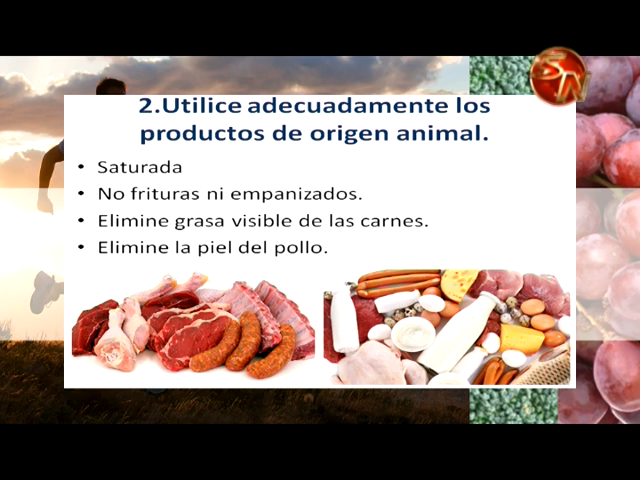 SN
2.Utilice adecuadamente los
productos de origen animal.
• Saturada
• No frituras ni empanizados.
• Elimine grasa visible de las carnes.
• Elimine la piel del pollo.